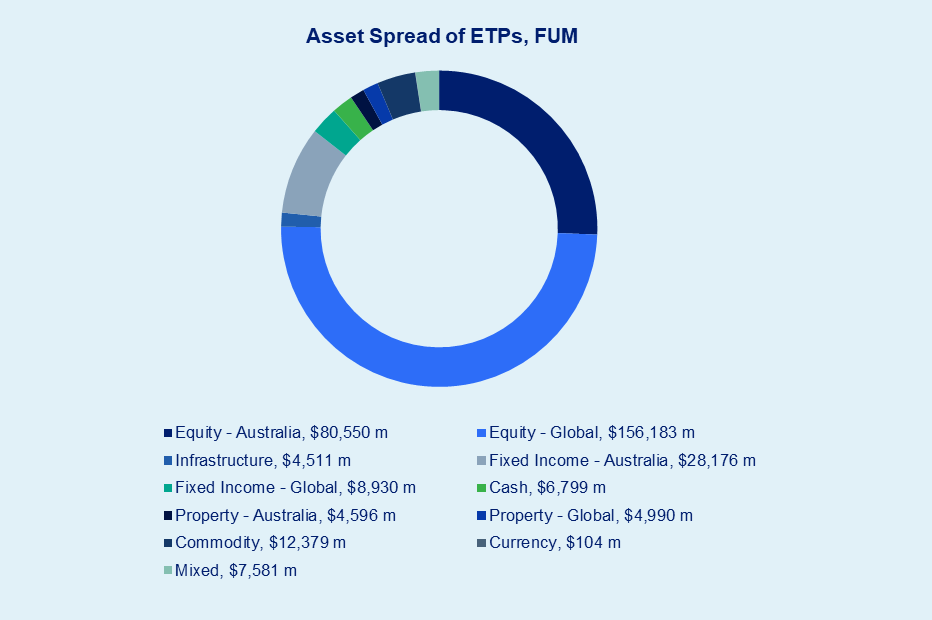 Asset Spread of ETPs, FUM
Equity - Australia, $80,550 m
Equity - Global, $156,183 m
Infrastructure, $4,511 m
Fixed Income - Australia, $28,176 m
Fixed Income - Global, $8,930 m
Cash, $6,799 m
Property - Australia, $4,596 m
Property - Global, $4,990 m
Commodity, $12,379 m
Currency, $104 m
Mixed, $7,581 m